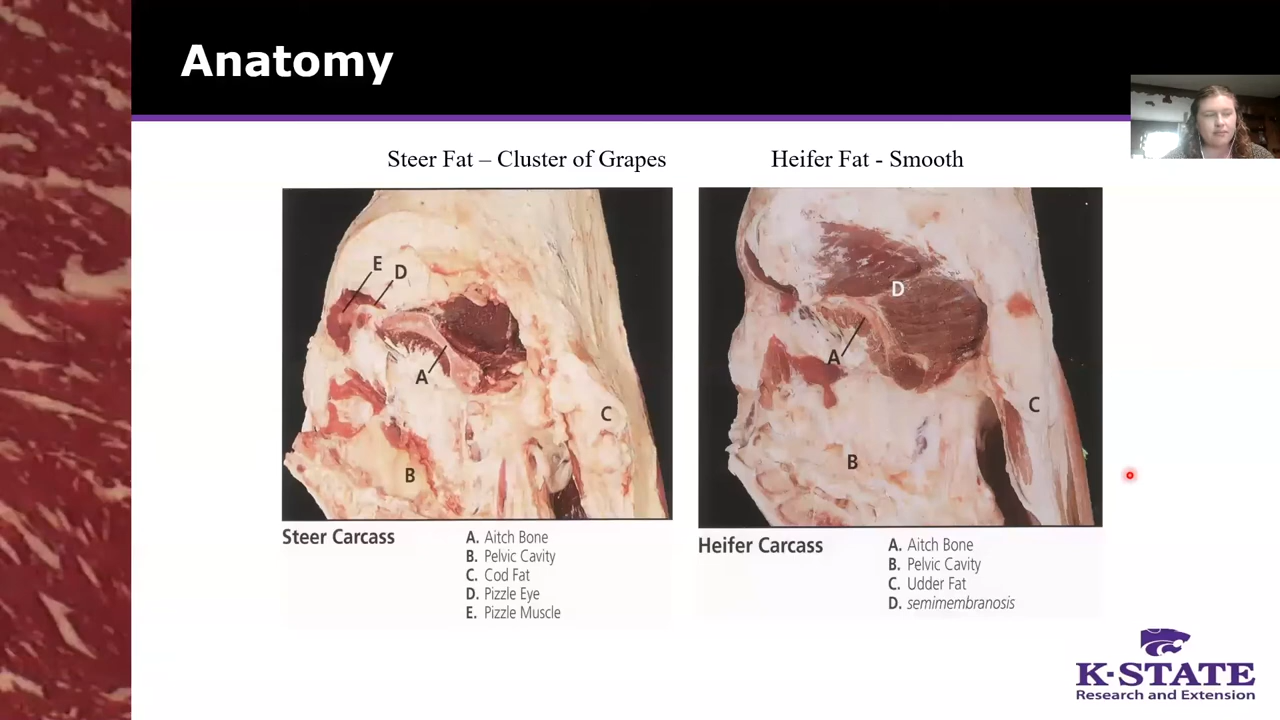 Anatomy
Steer Fat – Cluster of Grapes
Heifer Fat - Smooth
E
D
A
C
B
D
A
C
B
Steer Carcass
A. Aitch Bone
B. Pelvic Cavity
C. Cod Fat
D. Pizzle Eye
E. Pizzle Muscle
Heifer Carcass
A. Aitch Bone
B. Pelvic Cavity
C. Udder Fat
D. semimembranosis
K-STATE
Research and Extension